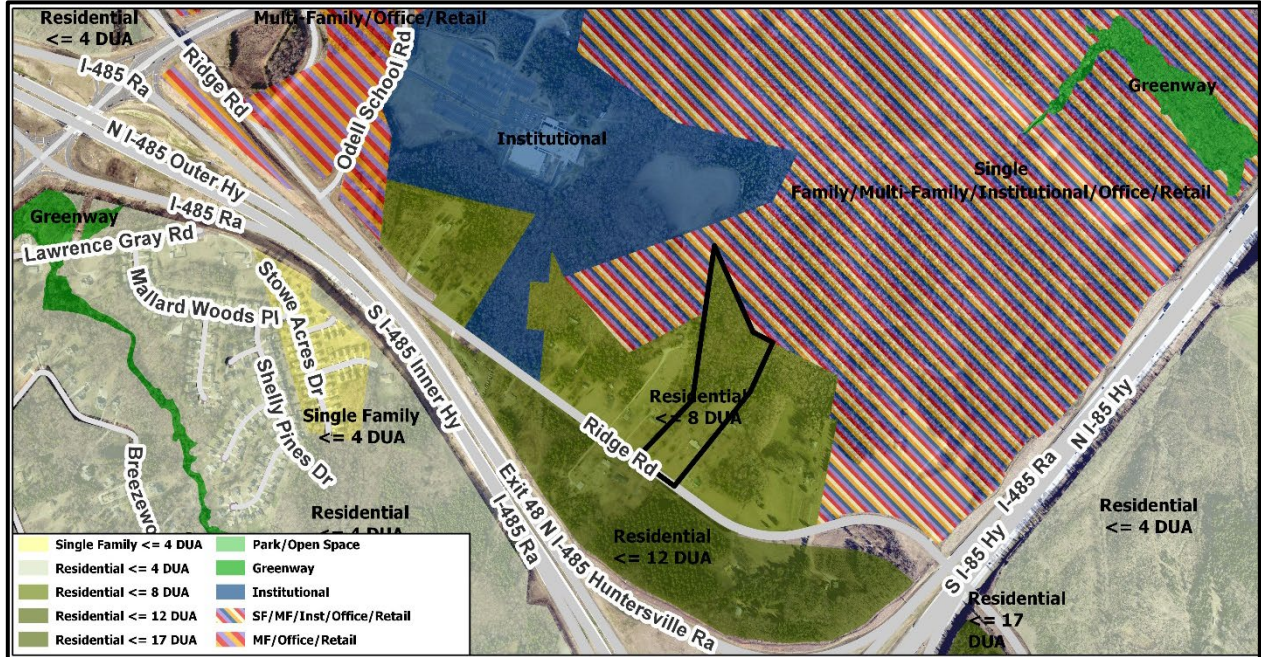 Residential
<= 4 DUA
Multi-Family/Office/Retail
Ridge Rd
I-485 Ra
N I-485 Outer Hy
I-485 Ra
Odell School Rd
Institutional
Greenway
Single
Family/Multi-Family/Institutional/Office/Retail
Greenway
Lawrence Gray Rd
Mallard Woods Pl
Stowe Acres Dr
Shelly Pines Dr
S I-485 Inner Hy
Single Family
<= 4 DUA
Residential
<= 8 DUA
Ridge Rd
Breezewo
Exit 48 N I-485 Huntersville Ra
I-485 Ra
Residential
<= 4 DUA
Residential
<= 12 DUA
I-485 Ra
N I-85 Hy
S I-85 Hy
Residential
<= 4 DUA
Residential
<= 17
DUA
Single Family <= 4 DUA
Residential <= 4 DUA
Residential <= 8 DUA
Residential <= 12 DUA
Residential <= 17 DUA
Park/Open Space
Greenway
Institutional
SF/MF/Inst/Office/Retail
MF/Office/Retail